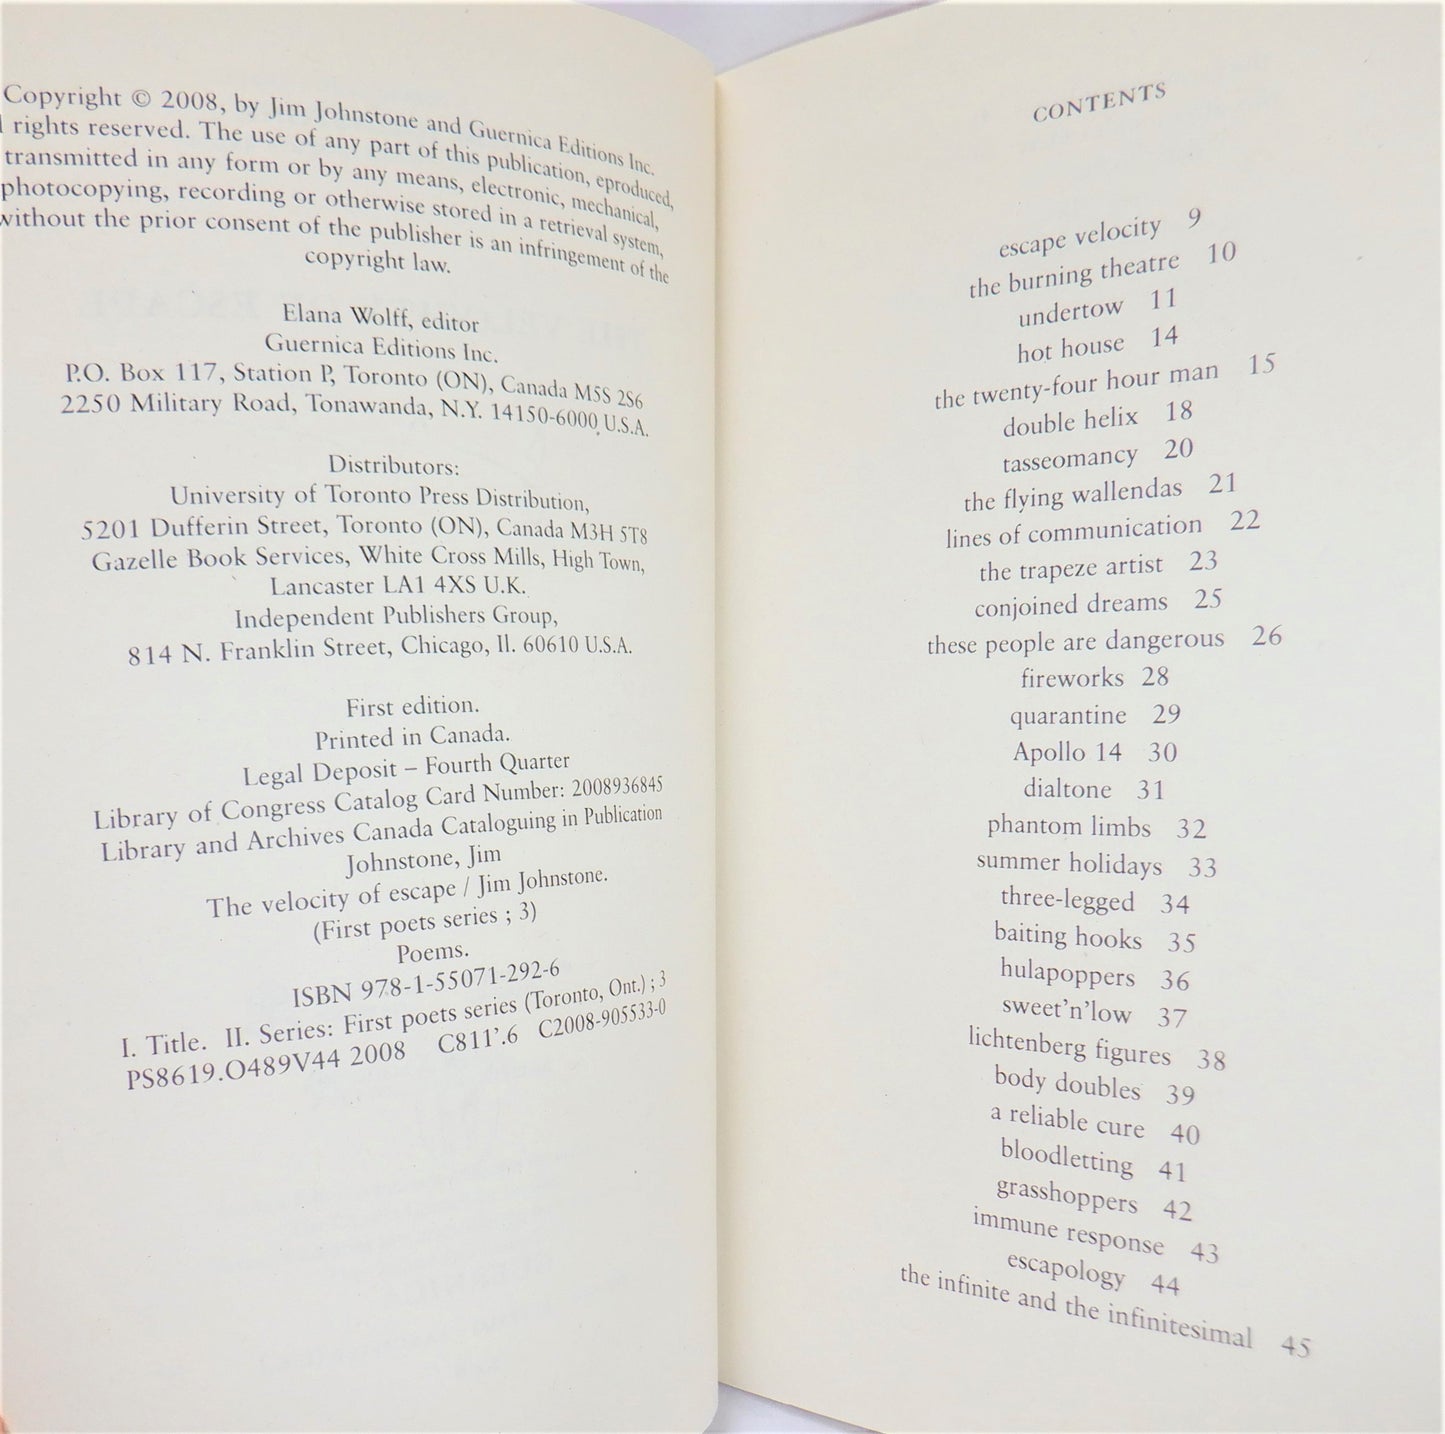 Copyright © 2008, by Jim Johnstone and Guernica Editions Inc.
rights reserved. The use of any part of this publication, eproduced,
transmitted in any form or by any means, electronic, mechanical,
photocopying, recording or otherwise stored in a retrieval system,
without the prior consent of the publisher is an infringement of the
copyright law.
Elana Wolff, editor
Guernica Editions Inc.
P.O. Box 117, Station P, Toronto (ON), Canada M5S 2S6
2250 Military Road, Tonawanda, N.Y. 14150-6000 U.S.A.
Distributors:
University of Toronto Press Distribution,
5201 Dufferin Street, Toronto (ON), Canada M3H 5T8
Gazelle Book Services, White Cross Mills, High Town,
Lancaster LA1 4XS U.K.
Independent Publishers Group,
814 N. Franklin Street, Chicago, Il. 60610 U.S.A.
First edition.
Printed in Canada.
Legal Deposit – Fourth Quarter
Library of Congress Catalog Card Number: 2008936845
Library and Archives Canada Cataloguing in Publication
Johnstone, Jim
The velocity of escape / Jim Johnstone.
(First poets series ; 3)
Poems.
ISBN 978-1-55071-292-6
I. Title. II. Series: First poets series (Toronto, Ont.) ; 3
PS8619.O489V44 2008 C811'.6 C2008-905533-0
CONTENTS
escape velocity 9
the burning theatre 10
undertow 11
hot house 14
the twenty-four hour man 15
double helix 18
tasseomancy 20
the flying wallendas 21
lines of communication 22
the trapeze artist 23
conjoined dreams 25
these people are dangerous 26
fireworks 28
quarantine 29
Apollo 14 30
dialtone 31
phantom limbs 32
summer holidays 33
three-legged 34
baiting hooks 35
hulapoppers 36
sweet'n'low 37
lichtenberg figures 38
body doubles 39
a reliable cure 40
bloodletting 41
grasshoppers 42
immune response 43
escapology 44
the infinite and the infinitesimal 45